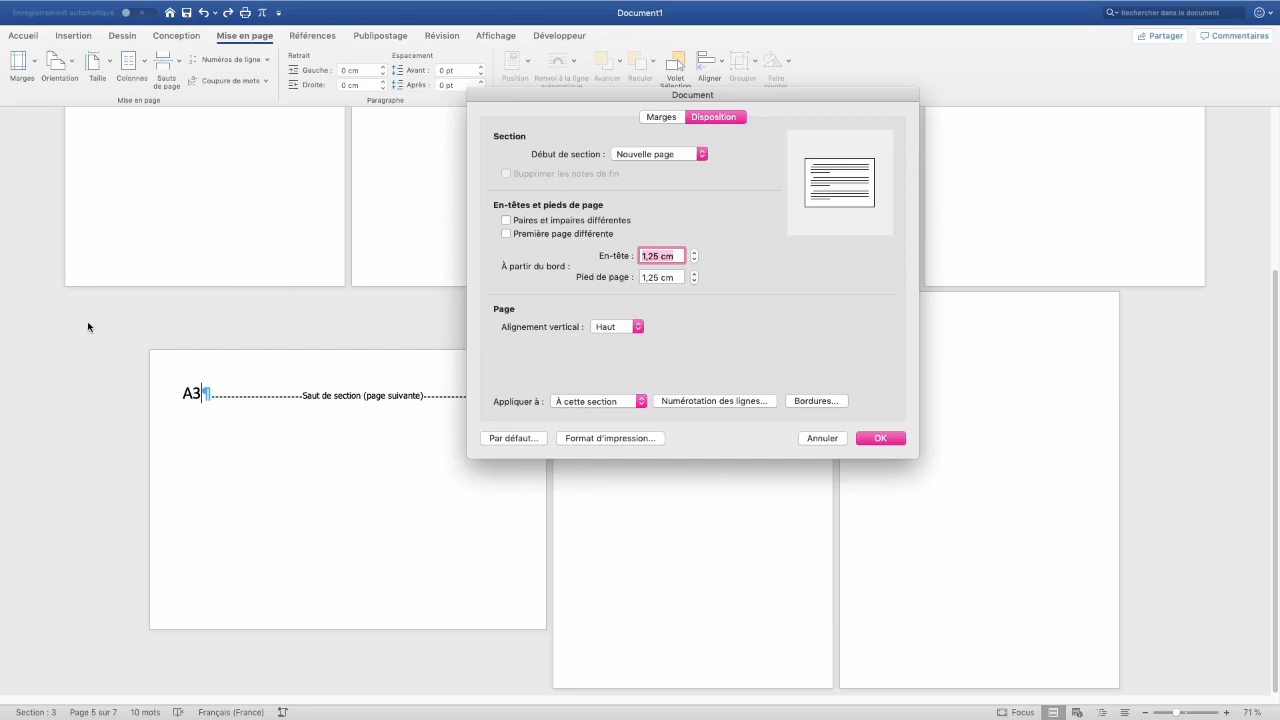 Enregistrement automatique
Document1
Rechercher dans le document
Accueil Insertion Dessin Conception Mise en page Références Publipostage Révision Affichage Développeur
Partager Commentaires
Marges
Orientation
Taille
Colonnes
Sauts de page
Numéros de ligne
Coupure de mots
Mise en page
Retrait
Gauche : 0 cm
Droite: 0 cm
Espacement
Avant : 0 pt
Après : 0 pt
Paragraphe
Position
Renvoi à la ligne automatique
Avancer
Reculer
Volet Sélection
Aligner
Grouper
Faire pivoter
Document
Marges Disposition
Section
Début de section : Nouvelle page
Supprimer les notes de fin
En-têtes et pieds de page
Paires et impaires différentes
Première page différente
En-tête : 1,25 cm
À partir du bord :
Pied de page : 1,25 cm
Page
Alignement vertical : Haut
Appliquer à : À cette section Numérotation des lignes... Bordures...
Par défaut... Format d'impression... Annuler OK
A3¶ Saut de section (page suivante)
Section : 3 Page 5 sur 7 10 mots Français (France) Focus 71 %